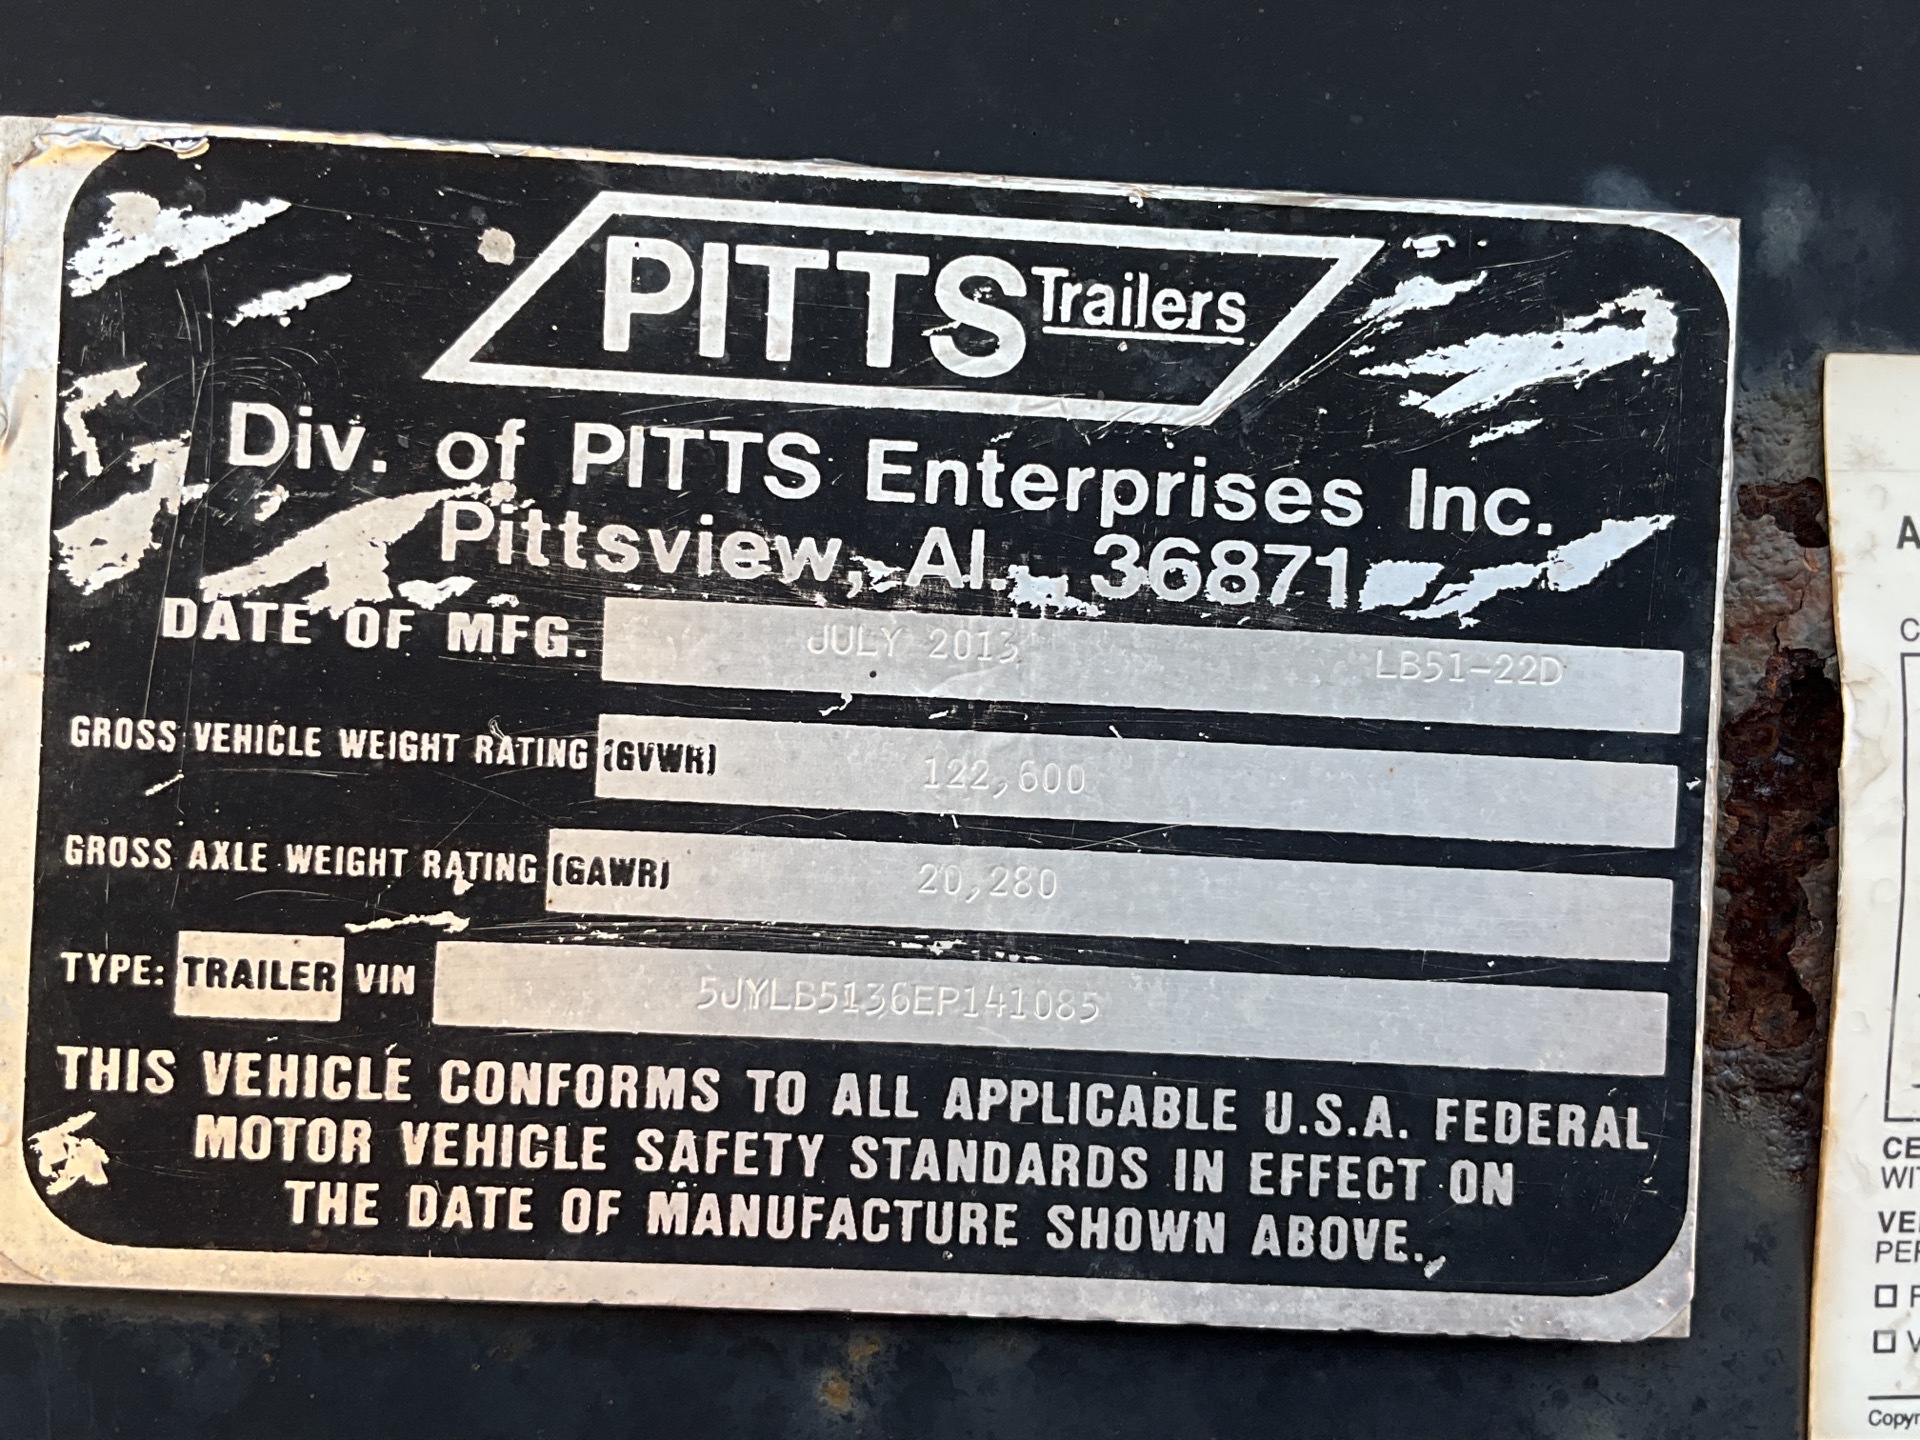 PITTS Trailers
Div. of PITTS Enterprises Inc.
Pittsview, Al. 36871
DATE OF MFG. JULY 2013 LB51-22D
GROSS VEHICLE WEIGHT RATING (GVWR) 122,600
GROSS AXLE WEIGHT RATING (GAWR) 20,280
TYPE: TRAILER VIN 5JYLB5136EP141085
THIS VEHICLE CONFORMS TO ALL APPLICABLE U.S.A. FEDERAL
MOTOR VEHICLE SAFETY STANDARDS IN EFFECT ON
THE DATE OF MANUFACTURE SHOWN ABOVE.